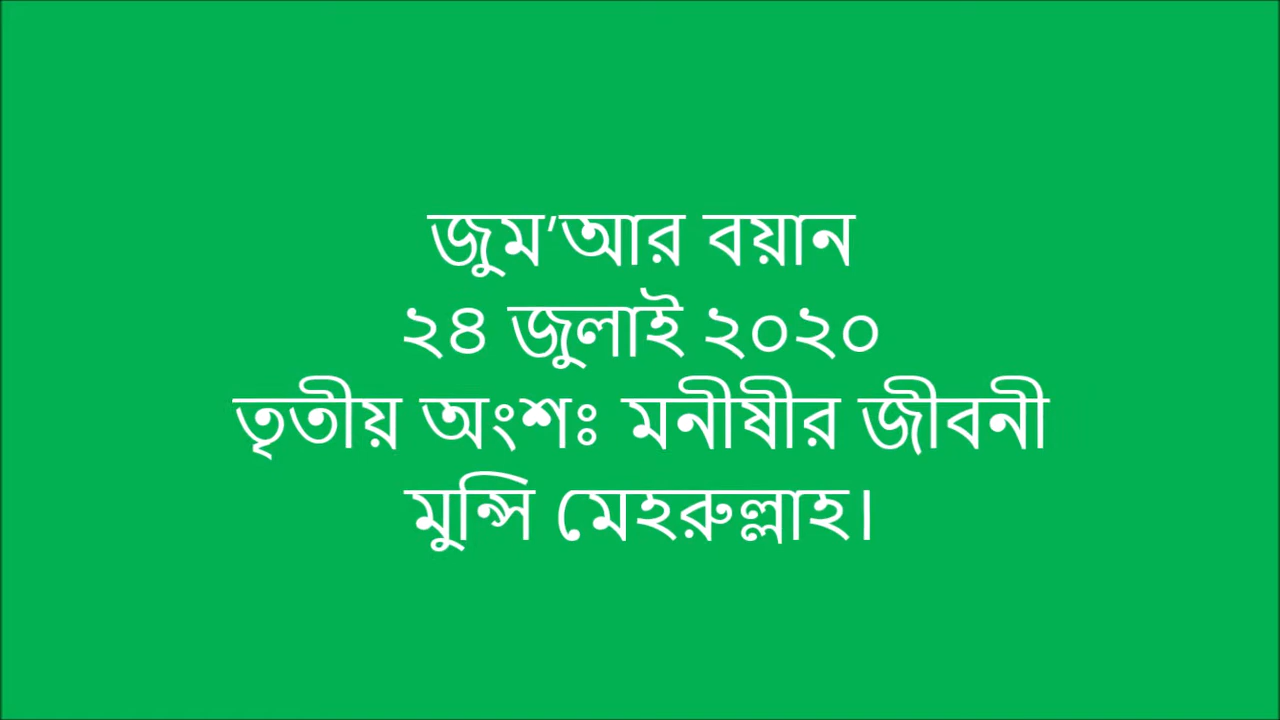 জুম’আর বয়ান
২৪ জুলাই ২০২০
তৃতীয় অংশঃ মনীষীর জীবনী
মুন্সি মেহরুল্লাহ।